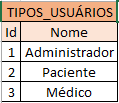 TIPOS_USUÁRIOS
Id Nome
1 Administrador
2 Paciente
3 Médico